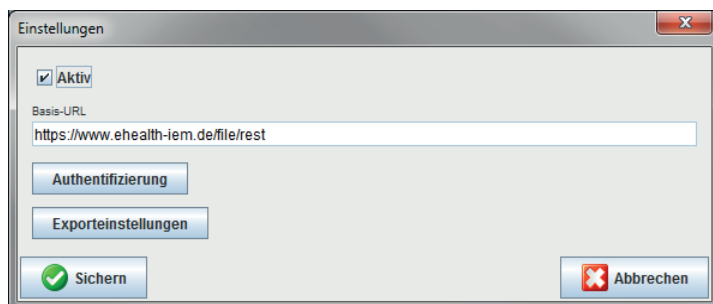 Einstellungen
Aktiv
Basis-URL
https://www.ehealth-iem.de/file/rest
Authentifizierung
Exporteinstellungen
Sichern Abbrechen